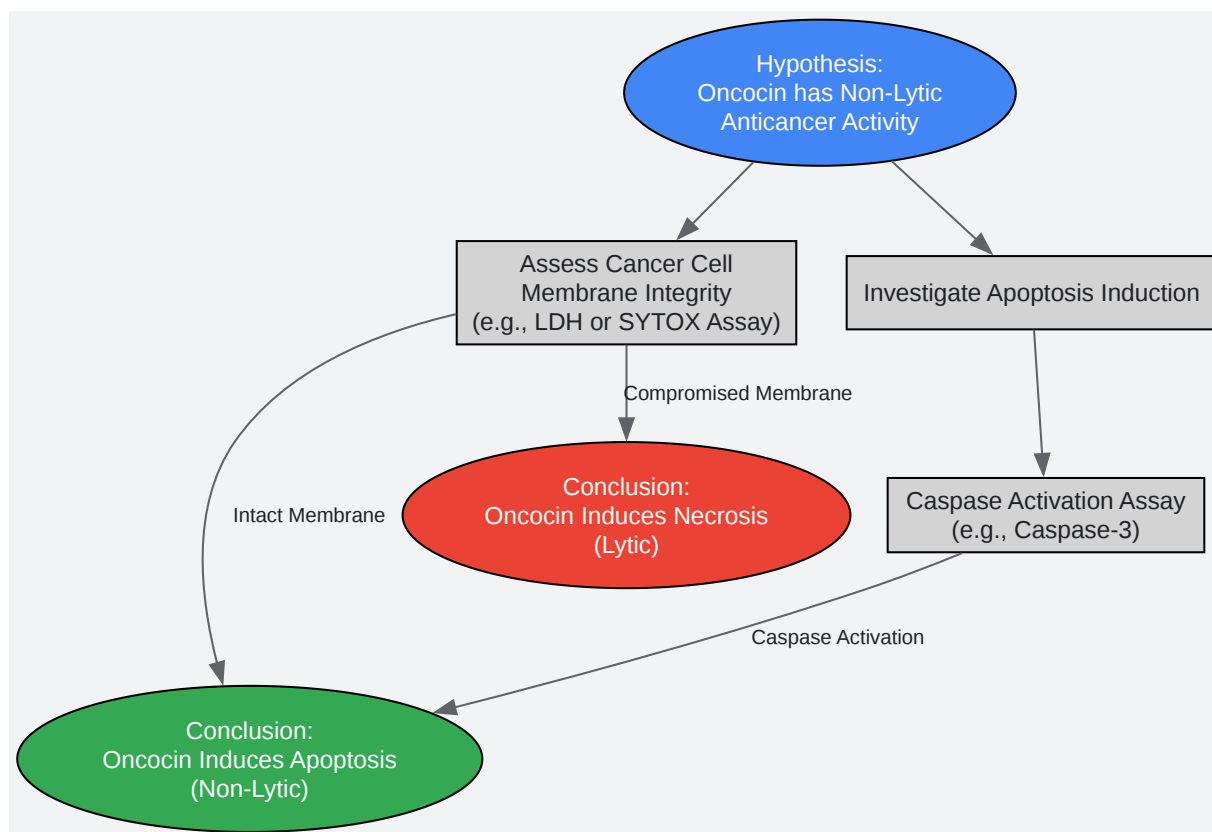 Hypothesis:
Oncocin has Non-Lytic
Anticancer Activity
Assess Cancer Cell
Membrane Integrity
(e.g., LDH or SYTOX Assay)
Investigate Apoptosis Induction
Compromised Membrane
Conclusion:
Oncocin Induces Necrosis
(Lytic)
Intact Membrane
Caspase Activation Assay
(e.g., Caspase-3)
Caspase Activation
Conclusion:
Oncocin Induces Apoptosis
(Non-Lytic)